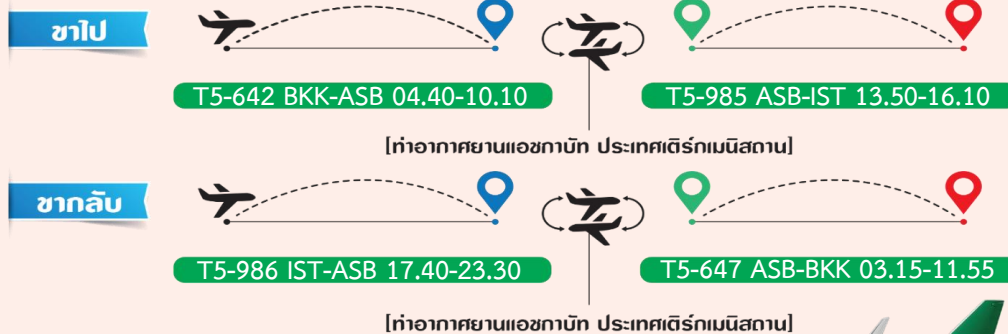 ขาไป
T5-642 BKK-ASB 04.40-10.10
T5-985 ASB-IST 13.50-16.10
[ท่าอากาศยานแอชกาบัท ประเทศเติร์กเมนิสถาน]
ขากลับ
T5-986 IST-ASB 17.40-23.30
T5-647 ASB-BKK 03.15-11.55
[ท่าอากาศยานแอชกาบัท ประเทศเติร์กเมนิสถาน]